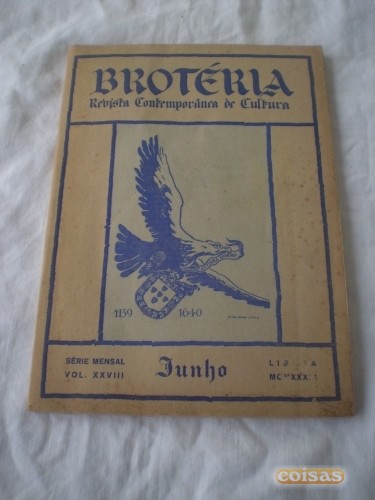 BROTÉRIA
Revista Contemporânea de Cultura
1139 1640
SÉRIE MENSAL
VOL. XXVIII
Junho
coisas